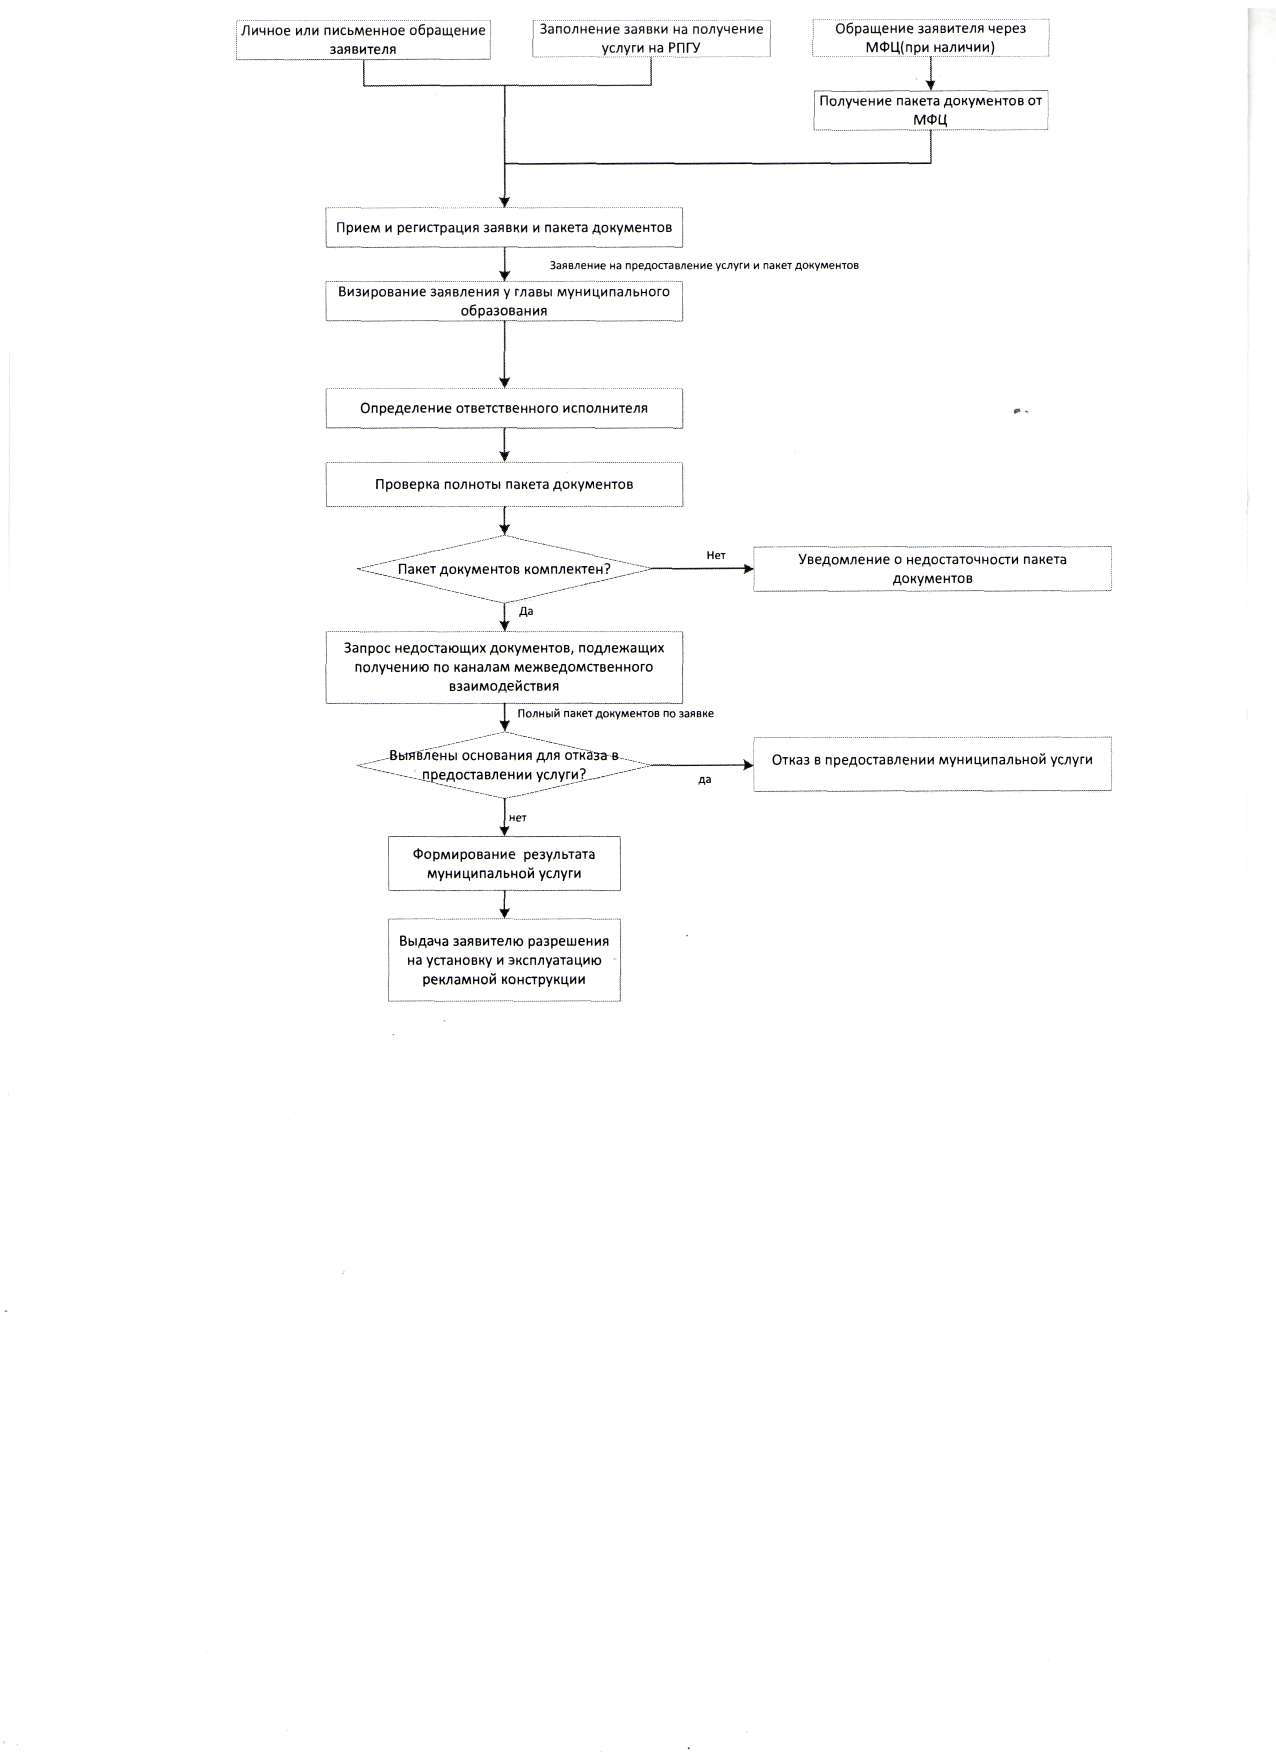 Личное или письменное обращение
заявителя
Заполнение заявки на получение
услуги на РПГУ
Обращение заявителя через
МФЦ(при наличии)
Получение пакета документов от
МФЦ
Прием и регистрация заявки и пакета документов
Заявление на предоставление услуги и пакет документов
Визирование заявления у главы муниципального
образования
Определение ответственного исполнителя
Проверка полноты пакета документов
Пакет документов комплектен?
Нет
Уведомление о недостаточности пакета
документов
Да
Запрос недостающих документов, подлежащих
получению по каналам межведомственного
взаимодействия
Полный пакет документов по заявке
Выявлены основания для отказа в
предоставлении услуги?
да
Отказ в предоставлении муниципальной услуги
нет
Формирование результата
муниципальной услуги
Выдача заявителю разрешения
на установку и эксплуатацию
рекламной конструкции